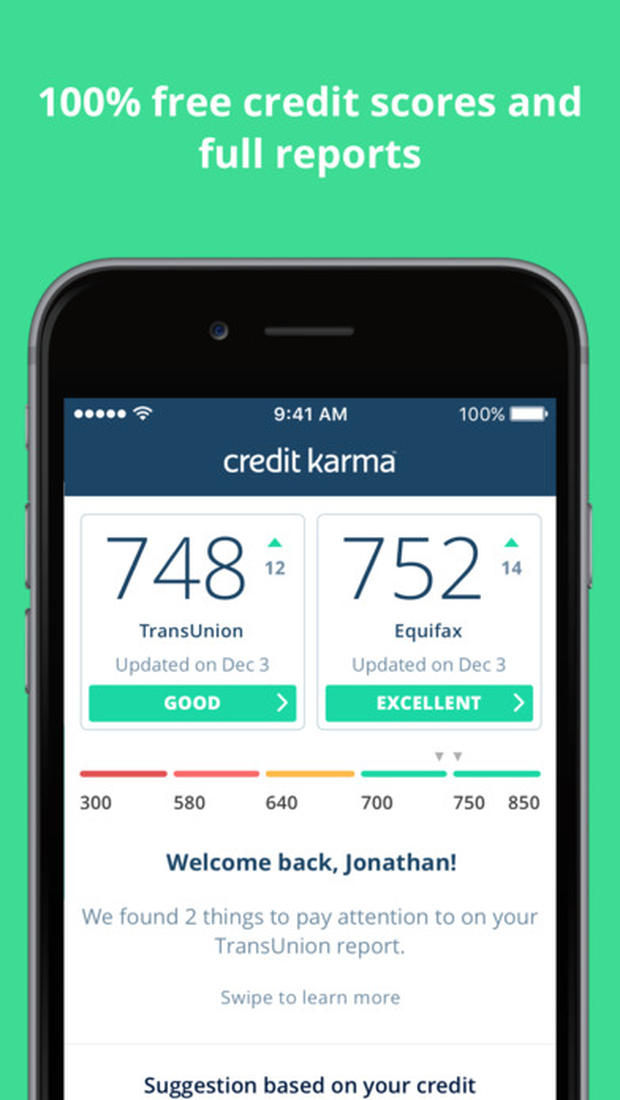 100% free credit scores and
full reports
9:41 AM
100%
credit karma
748
12
TransUnion
Updated on Dec 3
GOOD
752
14
Equifax
Updated on Dec 3
EXCELLENT
300 580 640 700 750 850
Welcome back, Jonathan!
We found 2 things to pay attention to on your
TransUnion report.
Swipe to learn more
Suggestion based on your credit